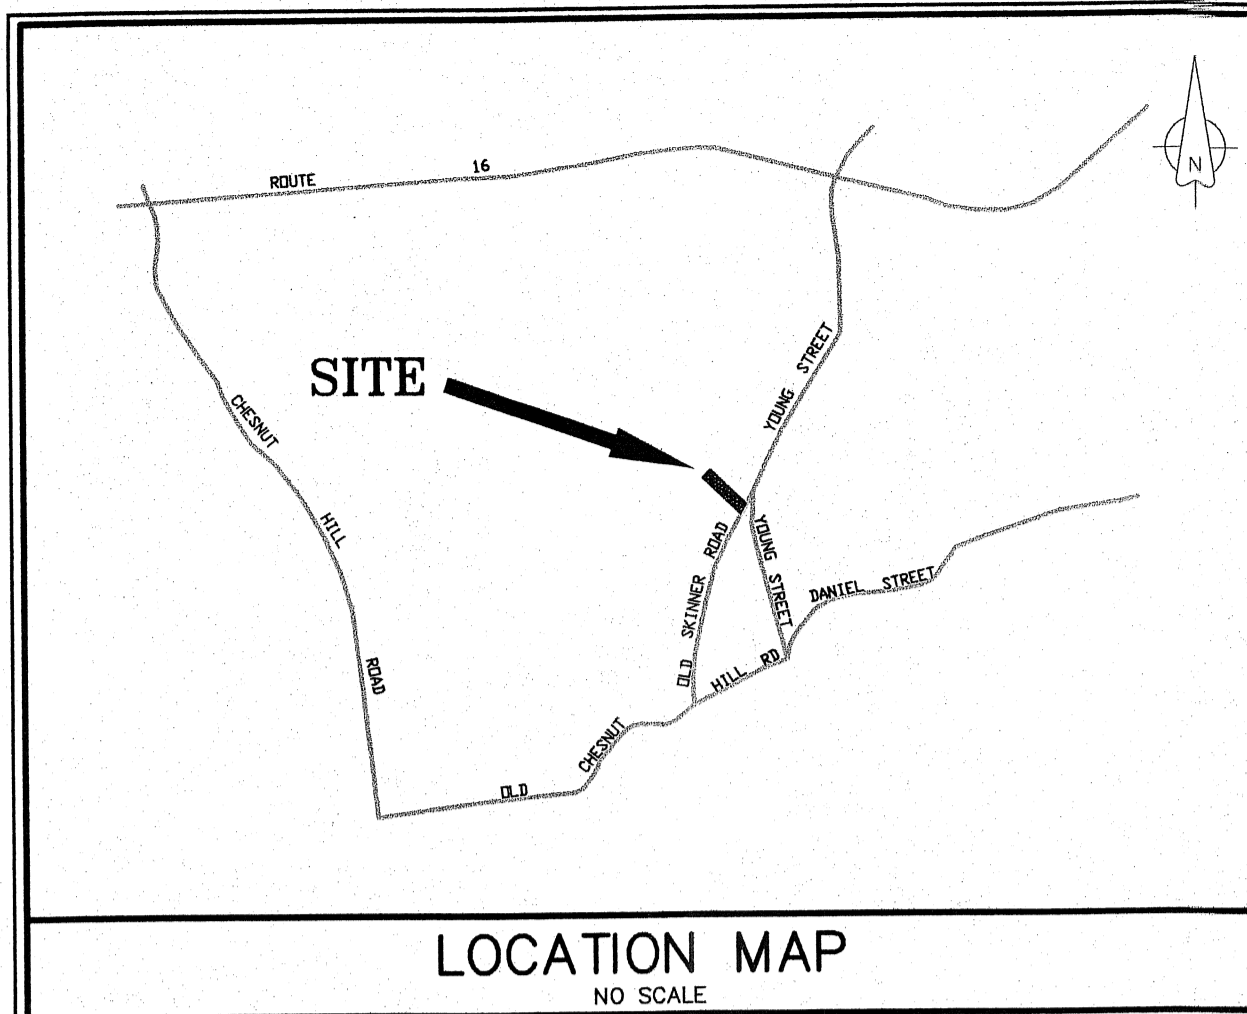 N
ROUTE 16
SITE
YOUNG STREET
CHESNUT HILL ROAD
OLD SKINNER ROAD
YOUNG STREET
DANIEL STREET
OLD CHESNUT HILL RD
LOCATION MAP
NO SCALE